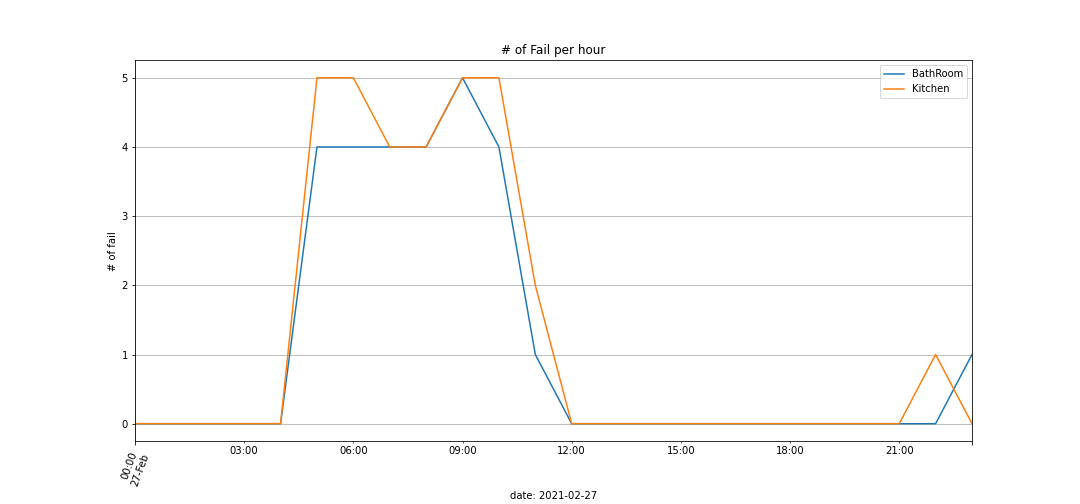 # of Fail per hour
BathRoom
Kitchen
# of fail
5
4
3
2
1
0
00:00
27-Feb
03:00
06:00
09:00
12:00
15:00
18:00
21:00
date: 2021-02-27